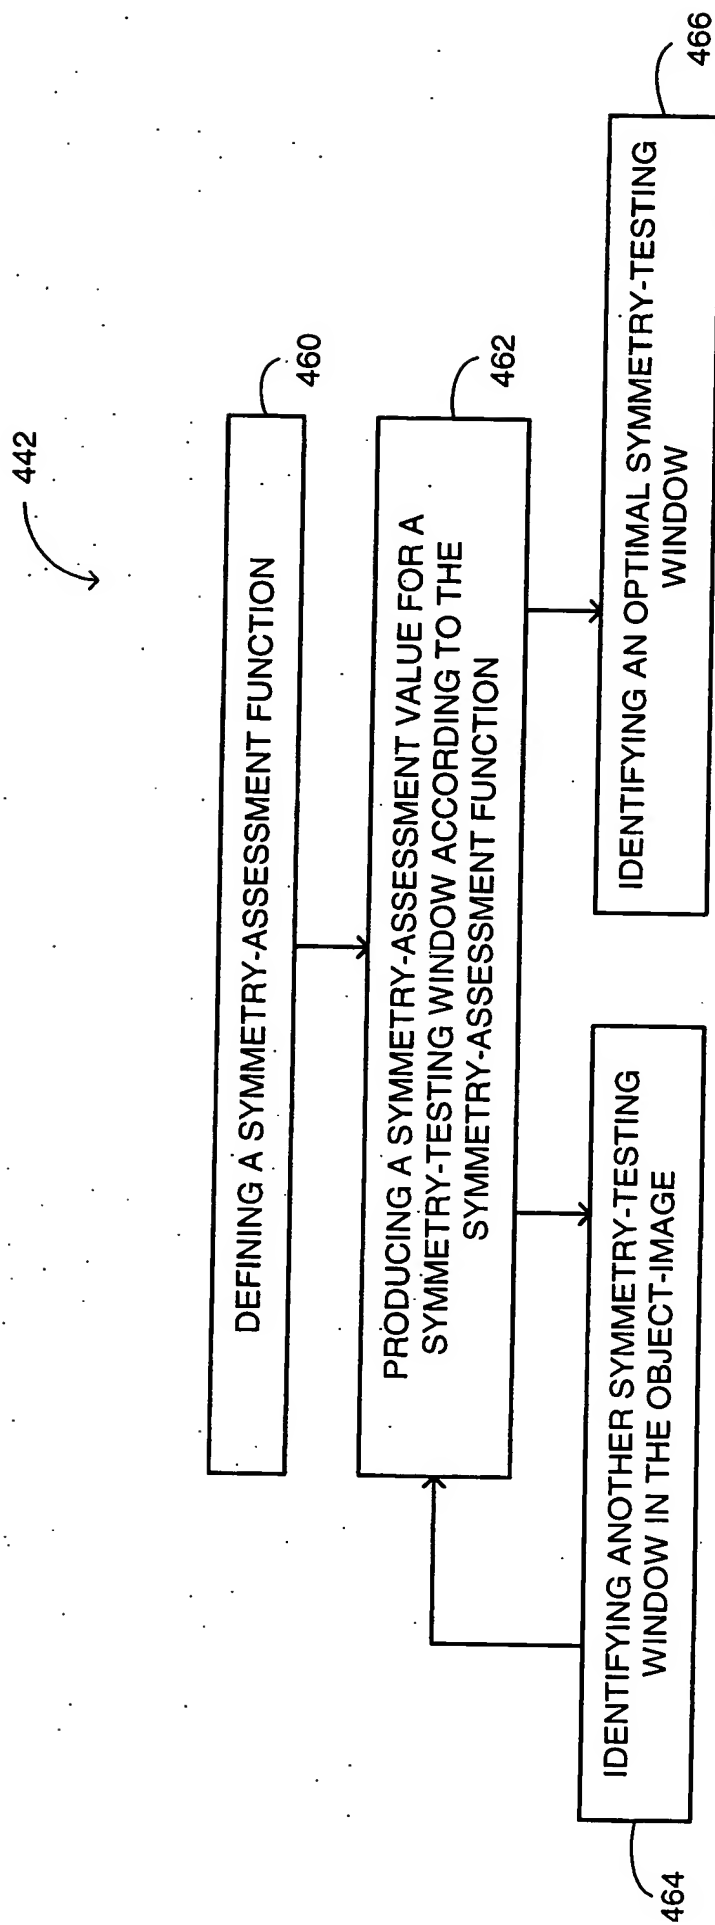 442
DEFINING A SYMMETRY-ASSESSMENT FUNCTION
460
PRODUCING A SYMMETRY-ASSESSMENT VALUE FOR A
SYMMETRY-TESTING WINDOW ACCORDING TO THE
SYMMETRY-ASSESSMENT FUNCTION
462
IDENTIFYING ANOTHER SYMMETRY-TESTING
WINDOW IN THE OBJECT-IMAGE
464
IDENTIFYING AN OPTIMAL SYMMETRY-TESTING
WINDOW
466